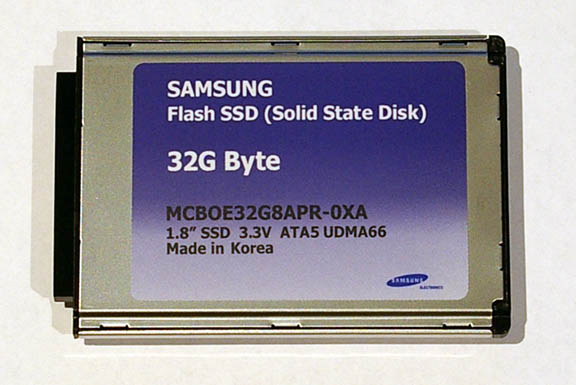 SAMSUNG
Flash SSD (Solid State Disk)
32G Byte
MCBOE32G8APR-0XA
1.8" SSD 3.3V ATA5 UDMA66
Made in Korea
SAMSUNG
ELECTRONICS